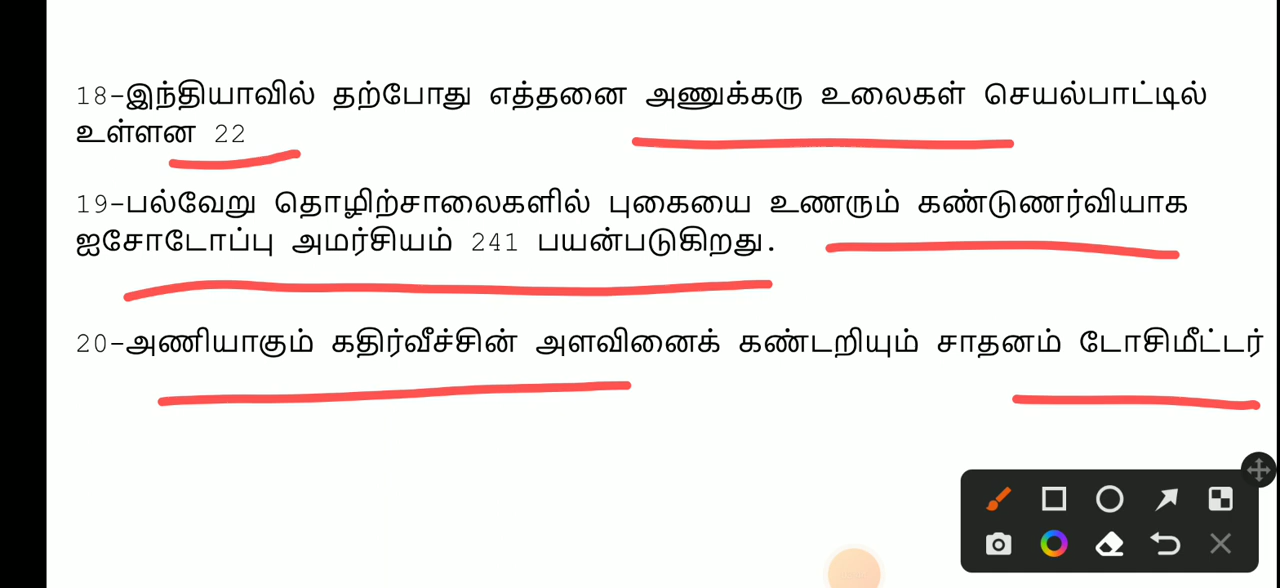 18-இந்தியாவில் தற்போது எத்தனை அணுக்கரு உலைகள் செயல்பாட்டில்
உள்ளன 22
19-பல்வேறு தொழிற்சாலைகளில் புகையை உணரும் கண்டுணர்வியாக
ஐசோடோப்பு அமர்சியம் 241 பயன்படுகிறது.
20-அணியாகும் கதிர்வீச்சின் அளவினைக் கண்டறியும் சாதனம் டோசிமீட்டர்